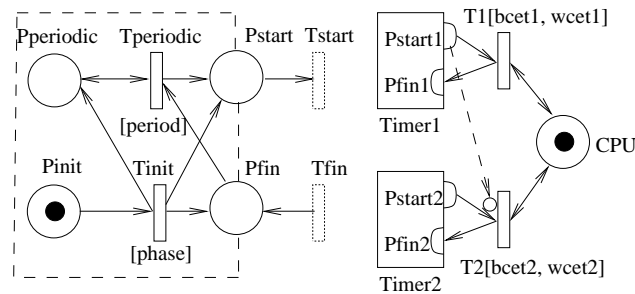 Pperiodic Tperiodic Pstart Tstart
[period]
Pinit Tinit Pfin Tfin
[phase]
T1[bcet1, wcet1]
Pstart1
Pfin1
Timer1
CPU
Pstart2
Pfin2
T2[bcet2, wcet2]
Timer2